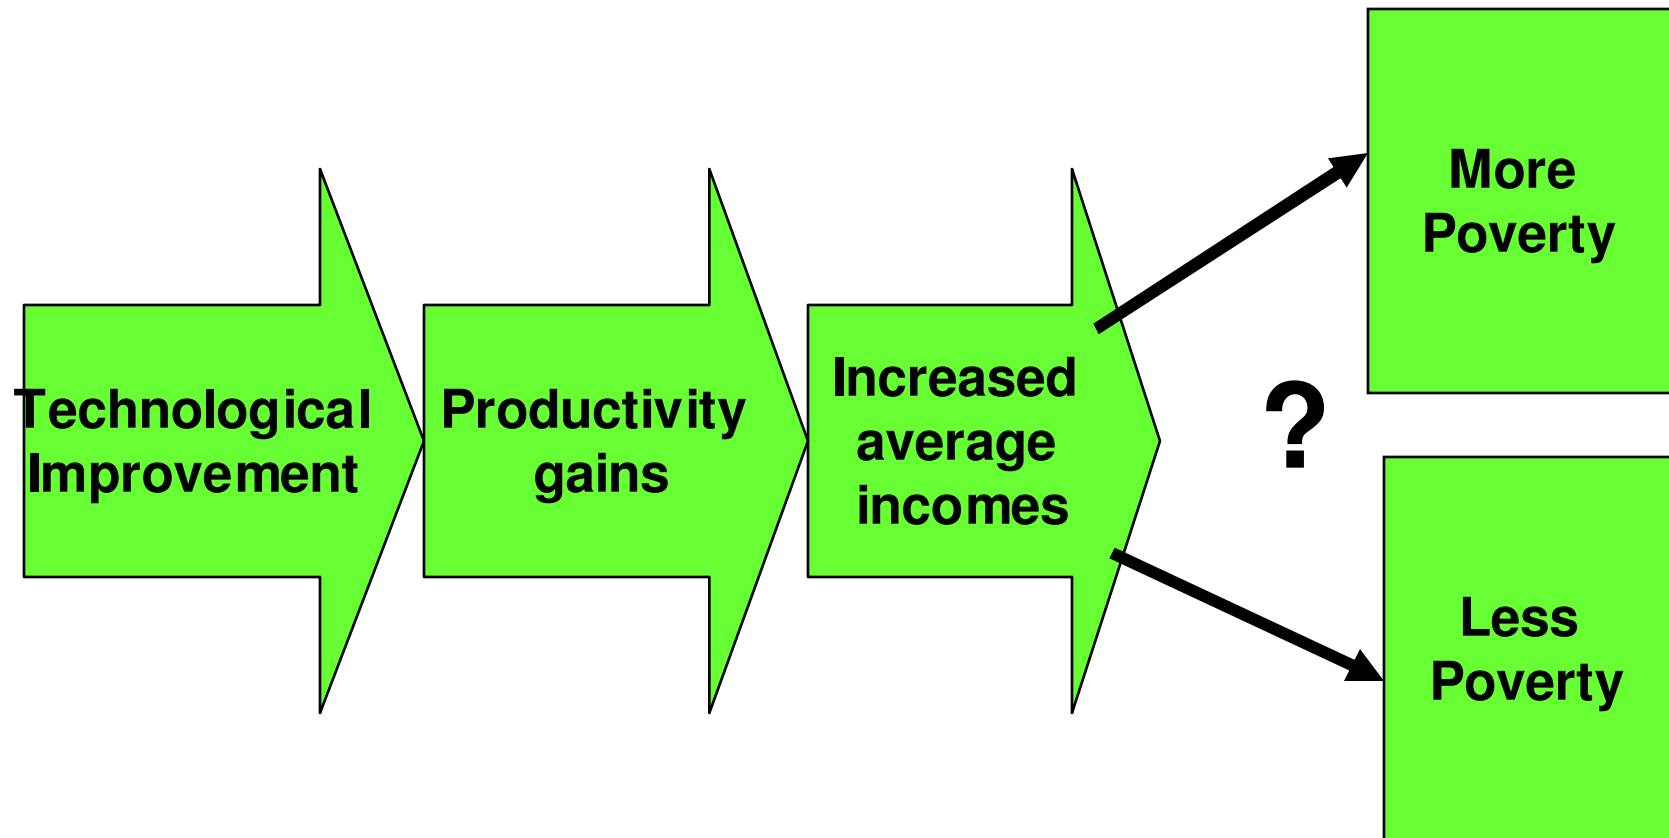 Technological
Improvement
Productivity
gains
Increased
average
incomes
?
More
Poverty
Less
Poverty